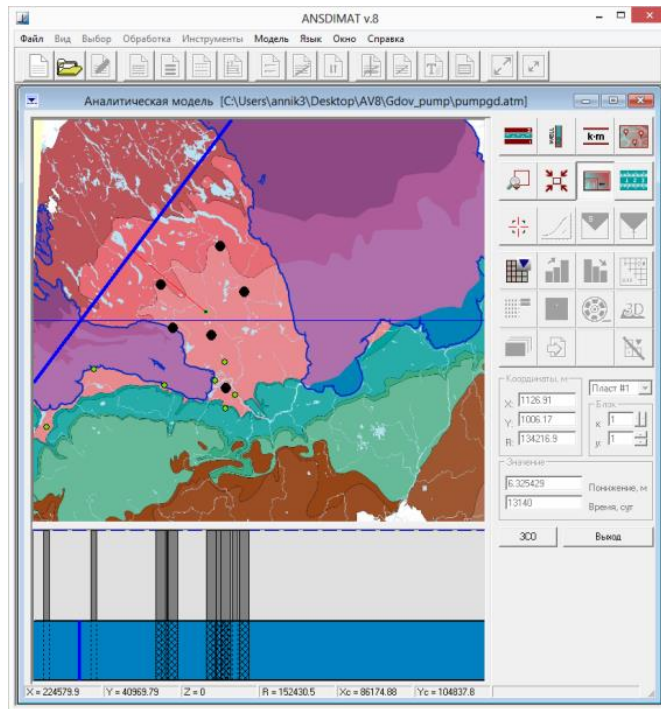 ANSDIMAT v.8
Файл Вид Выбор Обработка Инструменты Модель Язык Окно Справка
Аналитическая модель [C:\Users\annik3\Desktop\AV8\Gdov_pump\pumpgd.atm]
k·m
3D
Координаты, м
Пласт #1
X: 1126.91
Блок
Y: 1006.17
x: 1
R: 134216.9
y: 1
Значение
6.325429
Понижение, м
13140
Время, сут
ЗСО
Выход
X = 224579.9 Y = 40969.79 Z = 0 R = 152430.5 Xc = 86174.88 Yc = 104837.8